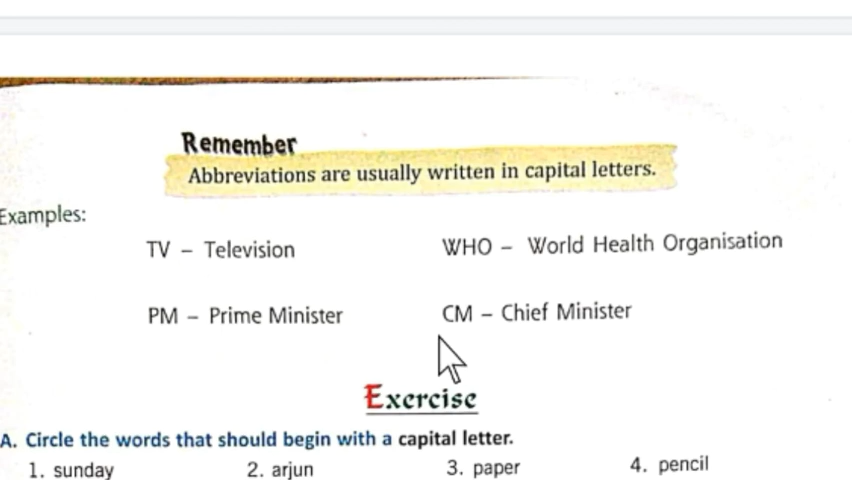 Remember
Abbreviations are usually written in capital letters.
Examples:
TV – Television WHO – World Health Organisation
PM – Prime Minister CM – Chief Minister
Exercise
A. Circle the words that should begin with a capital letter.
1. sunday 2. arjun 3. paper 4. pencil